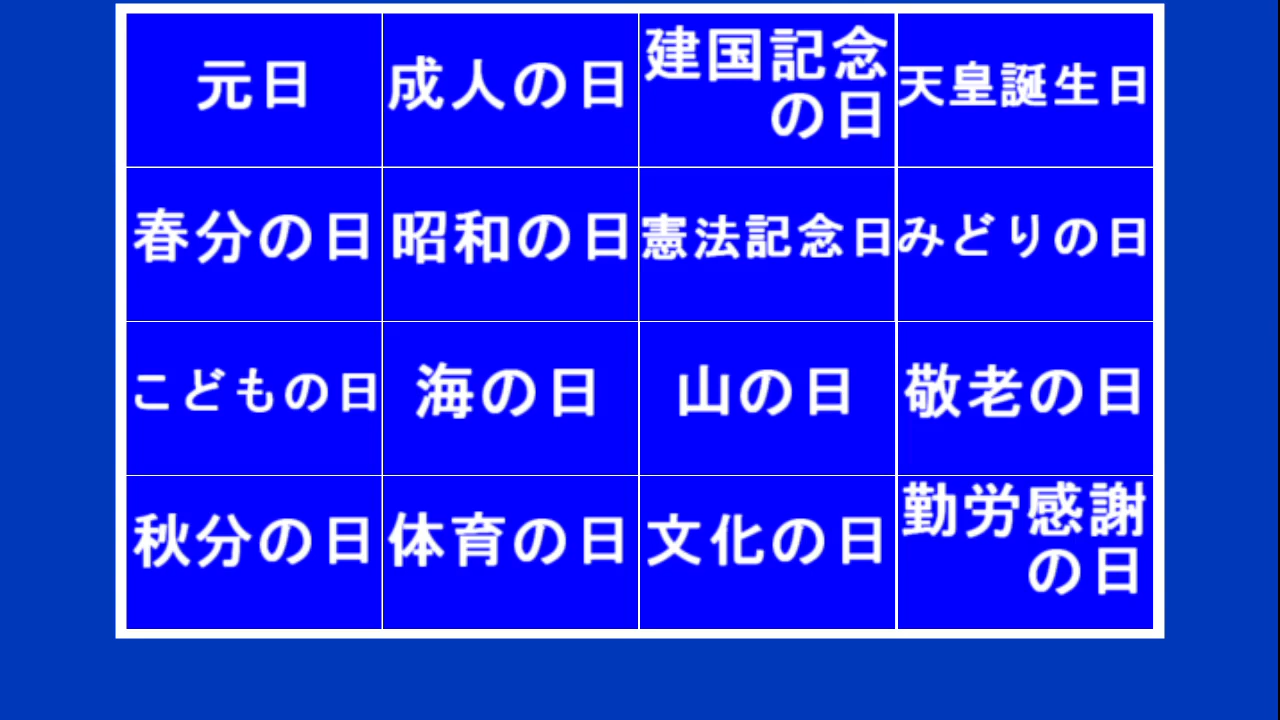 元日
成人の日
建国記念
の日
天皇誕生日
春分の日
昭和の日
憲法記念日
みどりの日
こどもの日
海の日
山の日
敬老の日
秋分の日
体育の日
文化の日
勤労感謝
の日